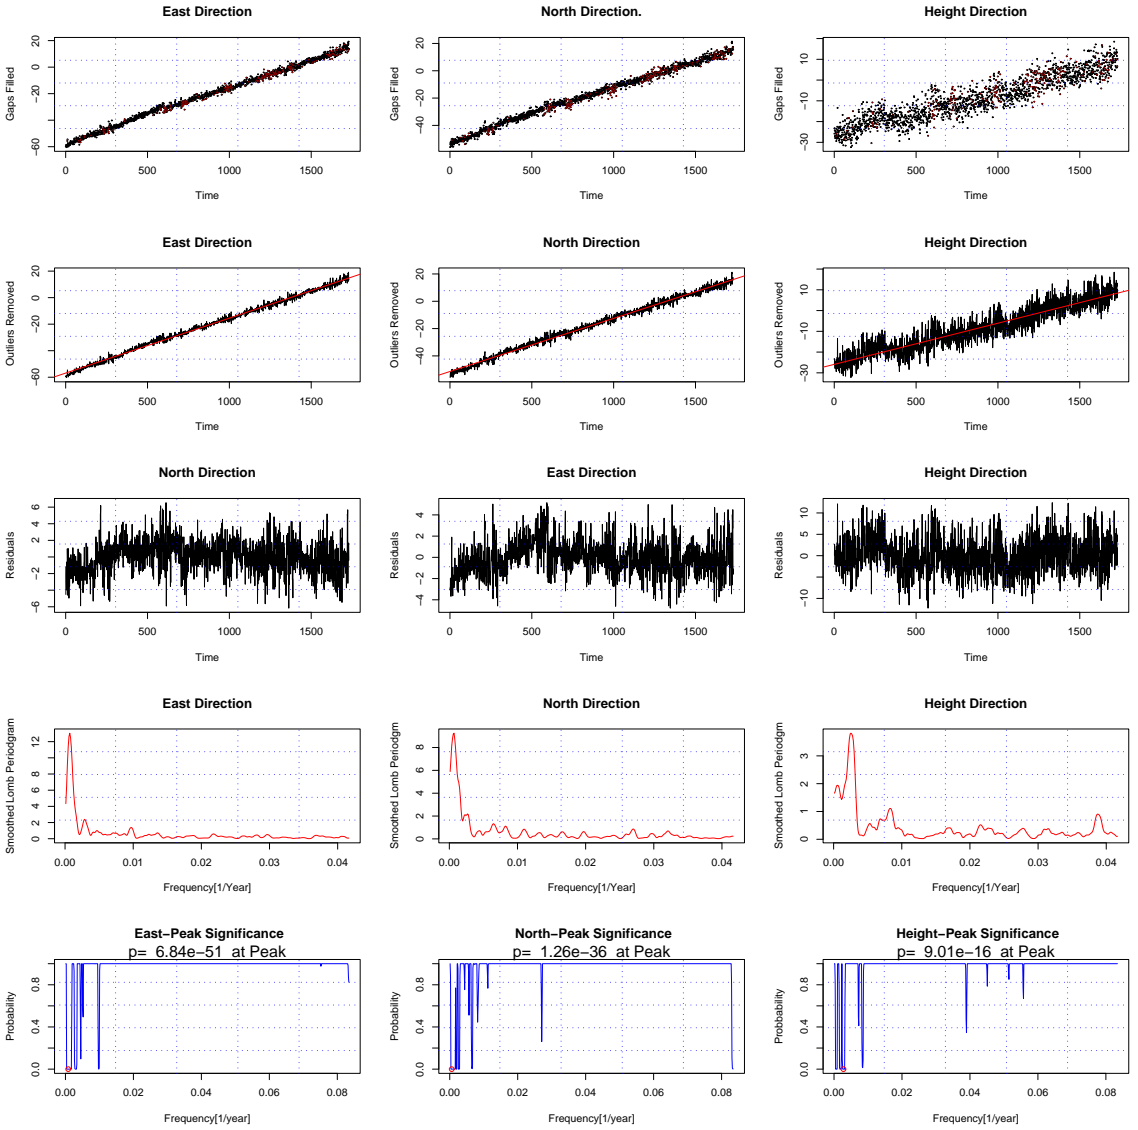 East Direction
North Direction.
Height Direction
Gaps Filled
−60
−20
0
20
0
500
1000
1500
Time
Gaps Filled
−40
0
20
0
500
1000
1500
Time
Gaps Filled
−30
−10
10
0
500
1000
1500
Time
East Direction
North Direction
Height Direction
Outliers Removed
−60
−20
0
20
0
500
1000
1500
Time
Outliers Removed
−40
0
20
0
500
1000
1500
Time
Outliers Removed
−30
−10
10
0
500
1000
1500
Time
North Direction
East Direction
Height Direction
Residuals
−6
−2
2
4
6
0
500
1000
1500
Time
Residuals
−4
−2
0
2
4
0
500
1000
1500
Time
Residuals
−10
0
5
10
0
500
1000
1500
Time
East Direction
North Direction
Height Direction
Smoothed Lomb Periodgram
0
2
4
8
12
0.00
0.01
0.02
0.03
0.04
Frequency[1/Year]
Smoothed Lomb Periodgm
0
2
4
6
8
0.00
0.01
0.02
0.03
0.04
Frequency[1/Year]
Smoothed Lomb Periodgram
0
1
2
3
0.00
0.01
0.02
0.03
0.04
Frequency[1/Year]
East−Peak Significance
p= 6.84e−51 at Peak
North−Peak Significance
p= 1.26e−36 at Peak
Height−Peak Significance
p= 9.01e−16 at Peak
Probability
0.0
0.4
0.8
0.00
0.02
0.04
0.06
0.08
Frequency[1/year]
Probbability
0.0
0.4
0.8
0.00
0.02
0.04
0.06
0.08
Frequency[1/year]
Probbability
0.0
0.4
0.8
0.00
0.02
0.04
0.06
0.08
Frequency[1/year]